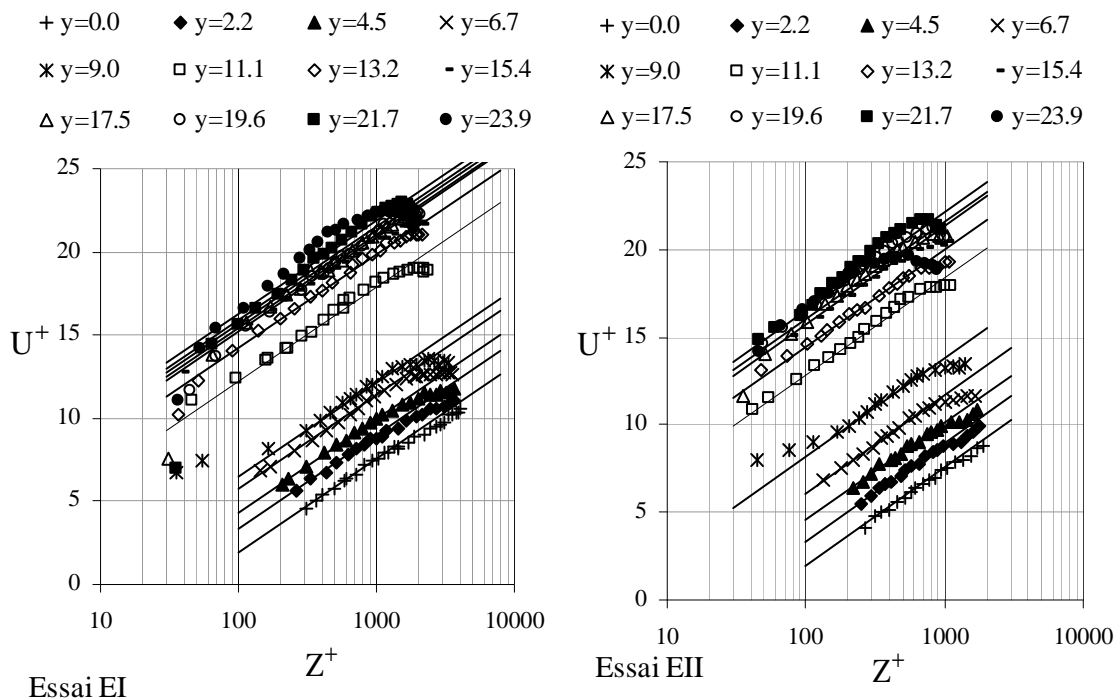 y=0.0 y=2.2 y=4.5 y=6.7
y=9.0 y=11.1 y=13.2 y=15.4
y=17.5 y=19.6 y=21.7 y=23.9
25
20
15
U⁺
10
5
0
10 100 1000 10000
Z⁺
Essai EI
y=0.0 y=2.2 y=4.5 y=6.7
y=9.0 y=11.1 y=13.2 y=15.4
y=17.5 y=19.6 y=21.7 y=23.9
25
20
15
U⁺
10
5
0
10 100 1000 10000
Essai EII Z⁺